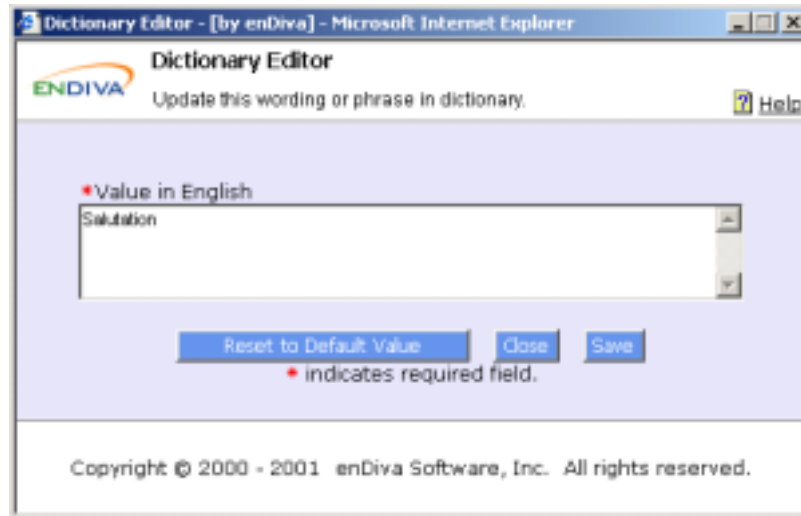 Dictionary Editor - [by enDiva] - Microsoft Internet Explorer
Dictionary Editor
ENDIVA
Update this wording or phrase in dictionary.
? Help
*Value in English
Salutation
Reset to Default Value Close Save
* indicates required field.
Copyright © 2000 - 2001 enDiva Software, Inc. All rights reserved.